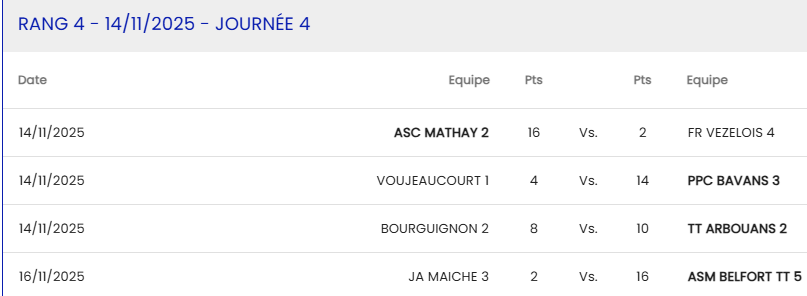 RANG 4 - 14/11/2025 - JOURNÉE 4
Date Equipe Pts Pts Equipe
14/11/2025 ASC MATHAY 2 16 Vs. 2 FR VEZELOIS 4
14/11/2025 VOUJEAUCOURT 1 4 Vs. 14 PPC BAVANS 3
14/11/2025 BOURGUIGNON 2 8 Vs. 10 TT ARBOUANS 2
16/11/2025 JA MAICHE 3 2 Vs. 16 ASM BELFORT TT 5